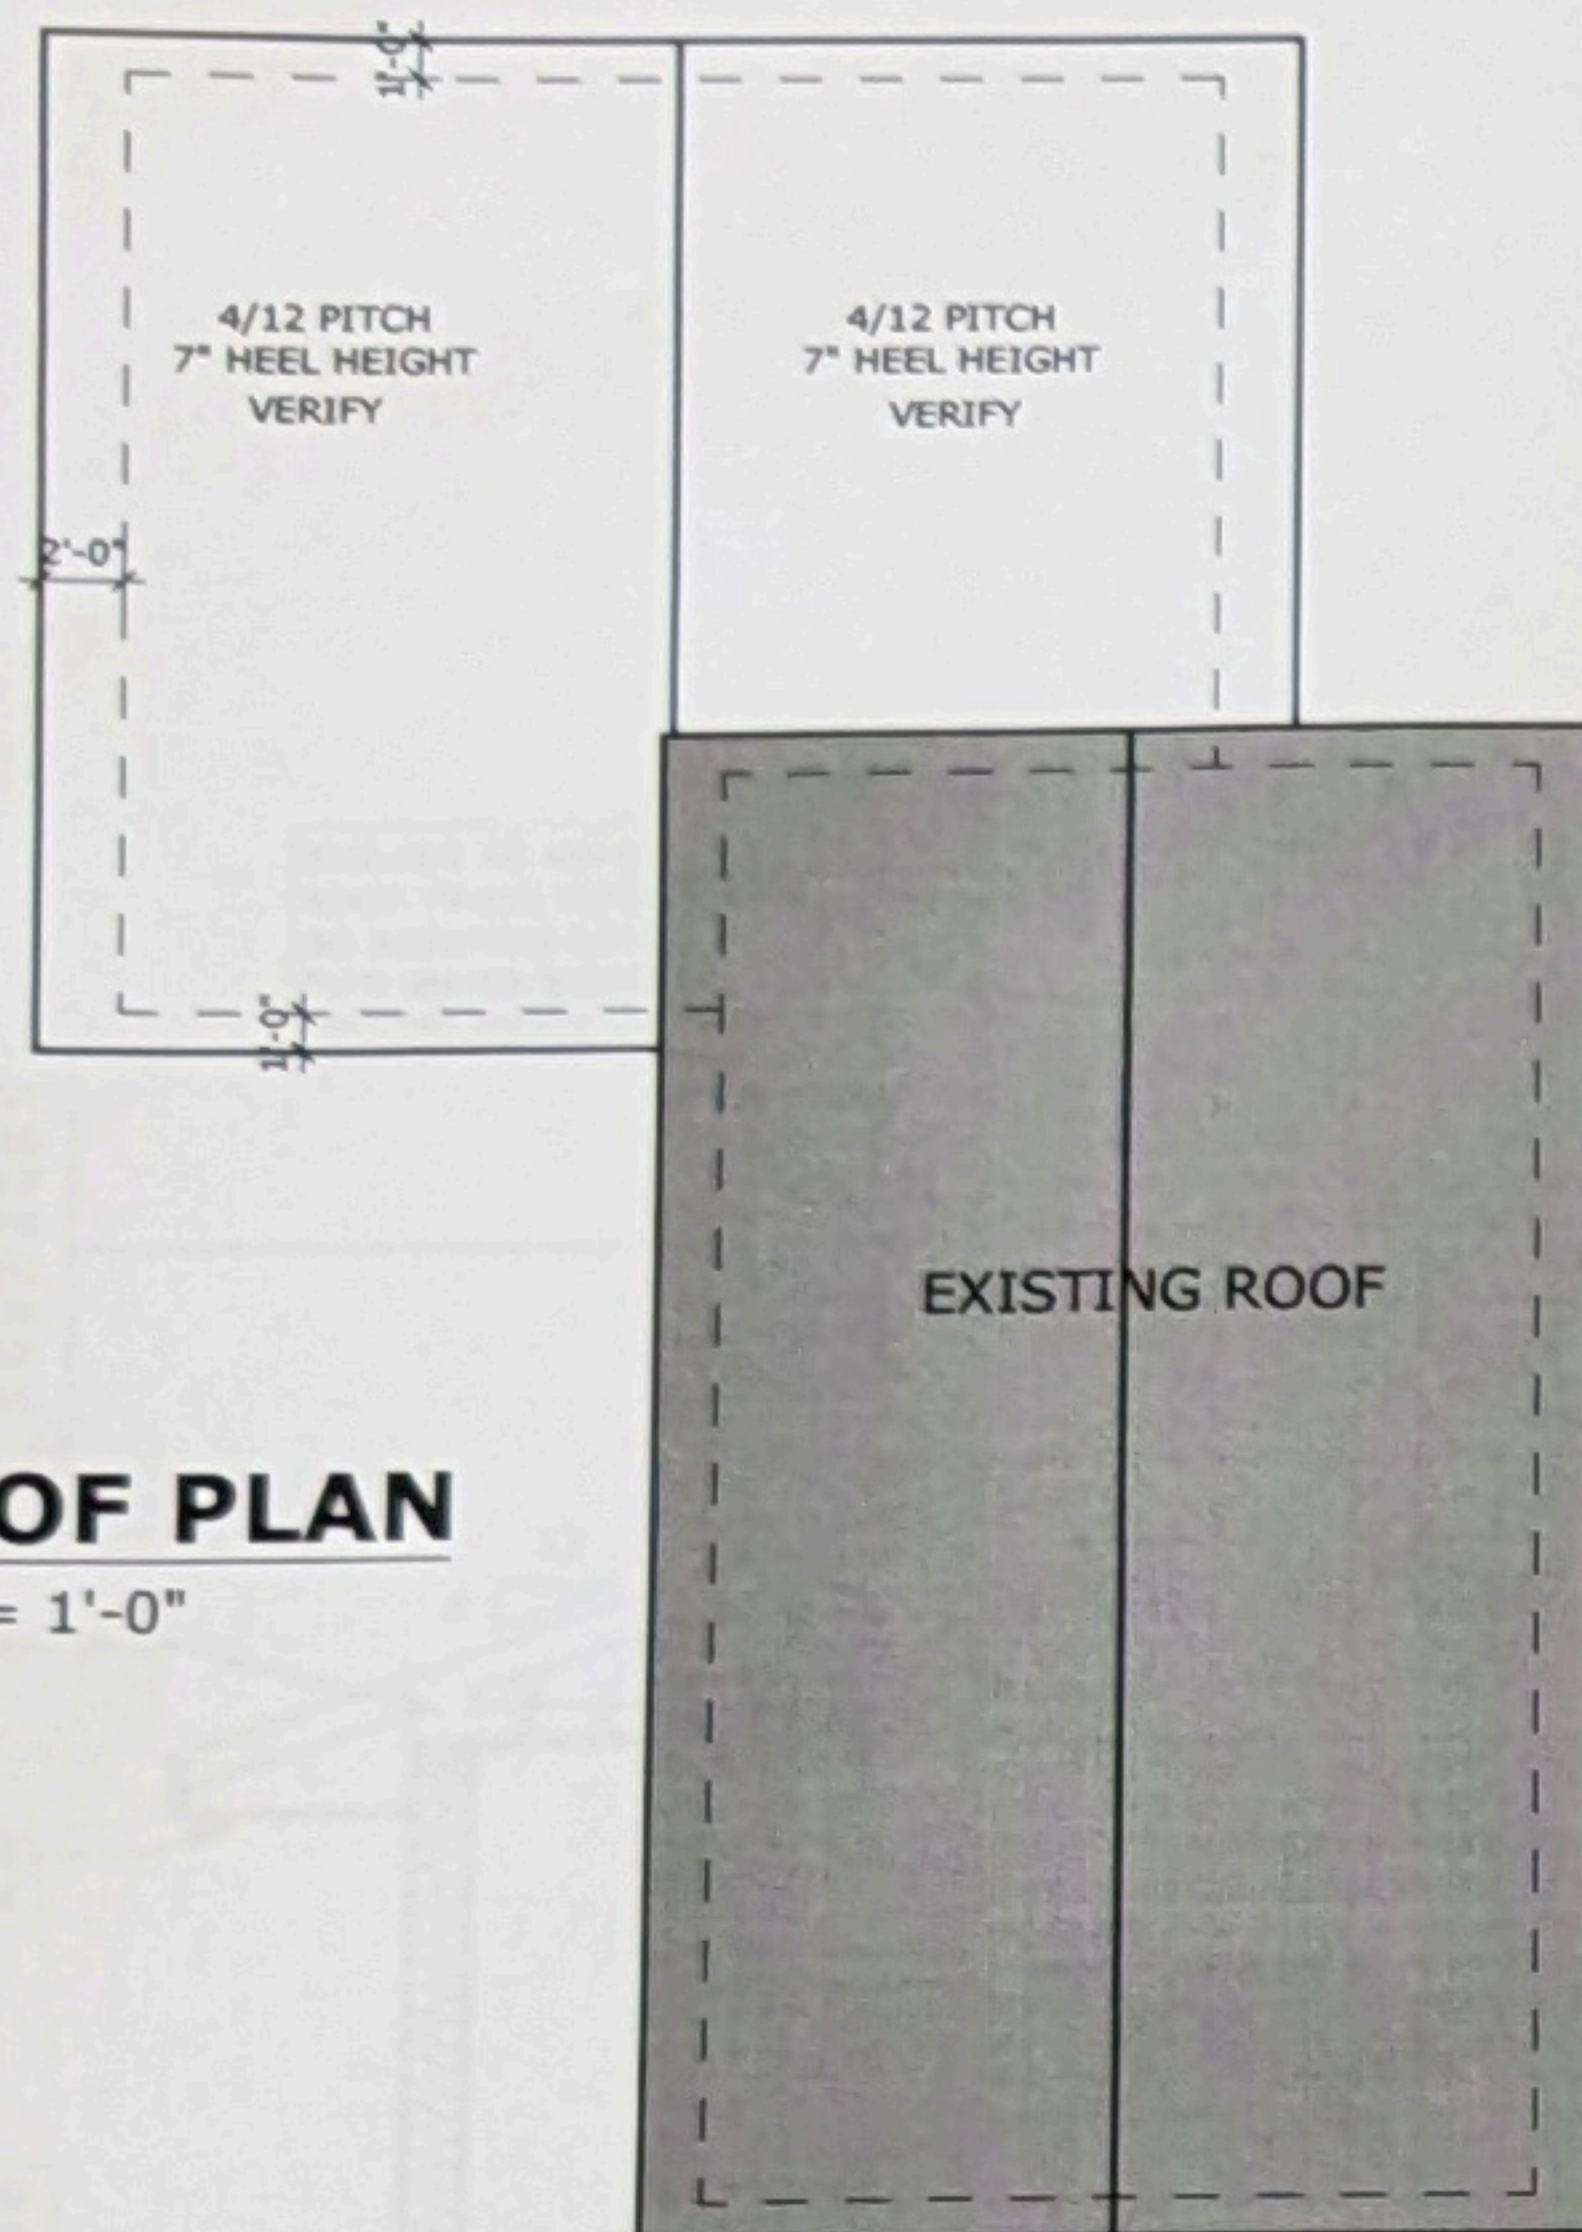 1'-0"
4/12 PITCH
7" HEEL HEIGHT
VERIFY
4/12 PITCH
7" HEEL HEIGHT
VERIFY
2'-0"
1'-0"
EXISTING ROOF
OF PLAN
= 1'-0"